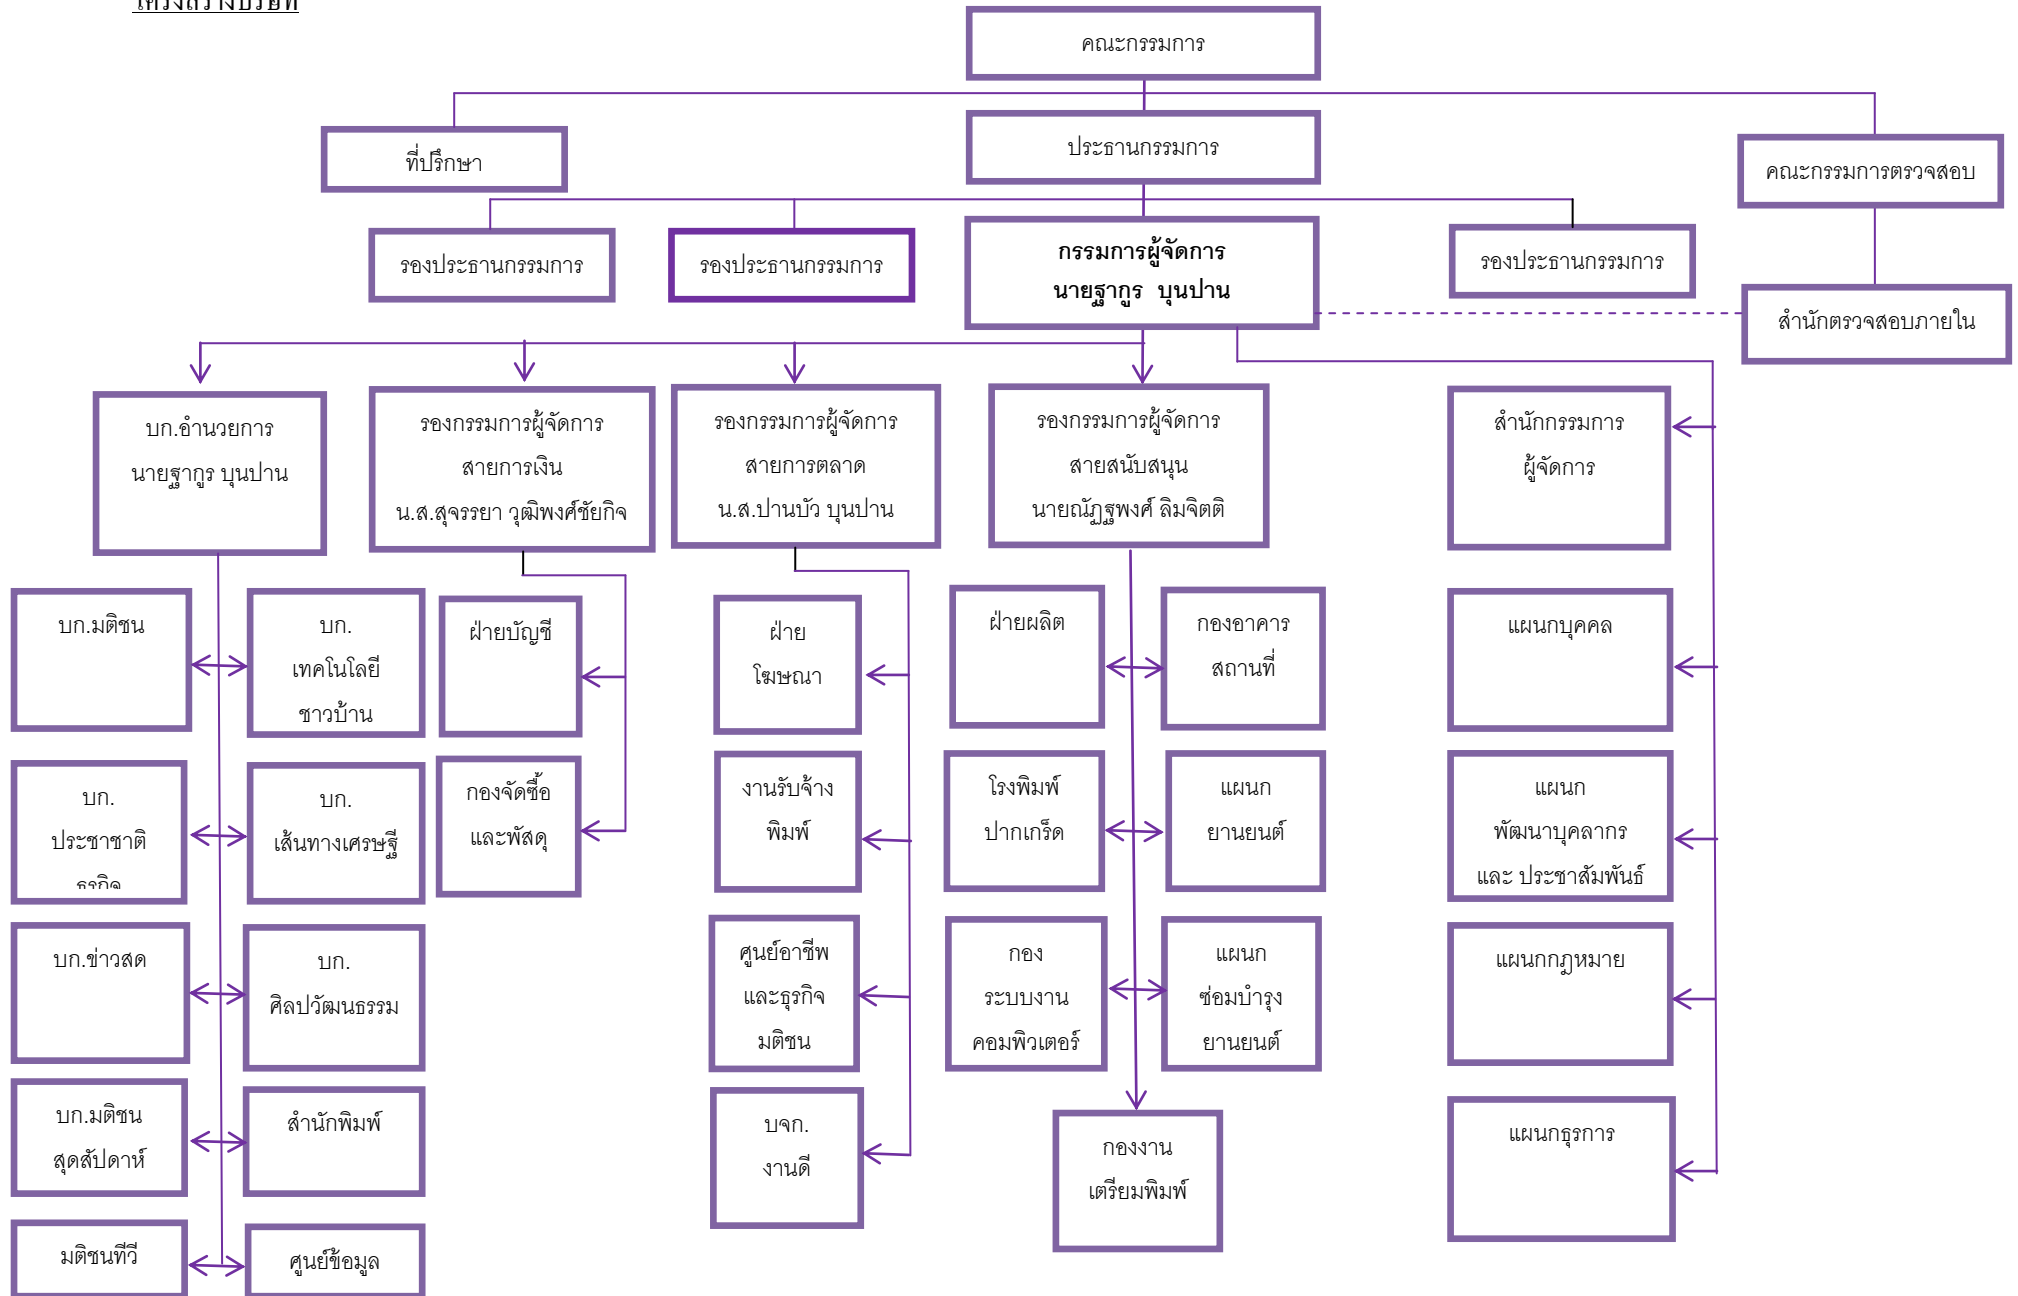 โครงสร้างบริษัท
คณะกรรมการ
ที่ปรึกษา
ประธานกรรมการ
คณะกรรมการตรวจสอบ
รองประธานกรรมการ
รองประธานกรรมการ
กรรมการผู้จัดการ
นายฐากูร บุนปาน
รองประธานกรรมการ
สำนักตรวจสอบภายใน
บก.อำนวยการ
นายฐากูร บุนปาน
รองกรรมการผู้จัดการ
สายการเงิน
น.ส.สุจรรยา วุฒิพงศ์ชัยกิจ
รองกรรมการผู้จัดการ
สายการตลาด
น.ส.ปานบัว บุนปาน
รองกรรมการผู้จัดการ
สายสนับสนุน
นายณัฏฐพงศ์ ลิมจิตติ
สำนักกรรมการ
ผู้จัดการ
บก.มติชน
บก.
เทคโนโลยี
ชาวบ้าน
ฝ่ายบัญชี
ฝ่าย
โฆษณา
ฝ่ายผลิต
กองอาคาร
สถานที่
แผนกบุคคล
บก.
ประชาชาติ
ธุรกิจ
บก.
เส้นทางเศรษฐี
กองจัดซื้อ
และพัสดุ
งานรับจ้าง
พิมพ์
โรงพิมพ์
ปากเกร็ด
แผนก
ยานยนต์
แผนก
พัฒนาบุคลากร
และ ประชาสัมพันธ์
บก.ข่าวสด
บก.
ศิลปวัฒนธรรม
ศูนย์อาชีพ
และธุรกิจ
มติชน
กอง
ระบบงาน
คอมพิวเตอร์
แผนก
ซ่อมบำรุง
ยานยนต์
แผนกกฎหมาย
บก.มติชน
สุดสัปดาห์
สำนักพิมพ์
บจก.
งานดี
กองงาน
เตรียมพิมพ์
แผนกธุรการ
มติชนทีวี
ศูนย์ข้อมูล